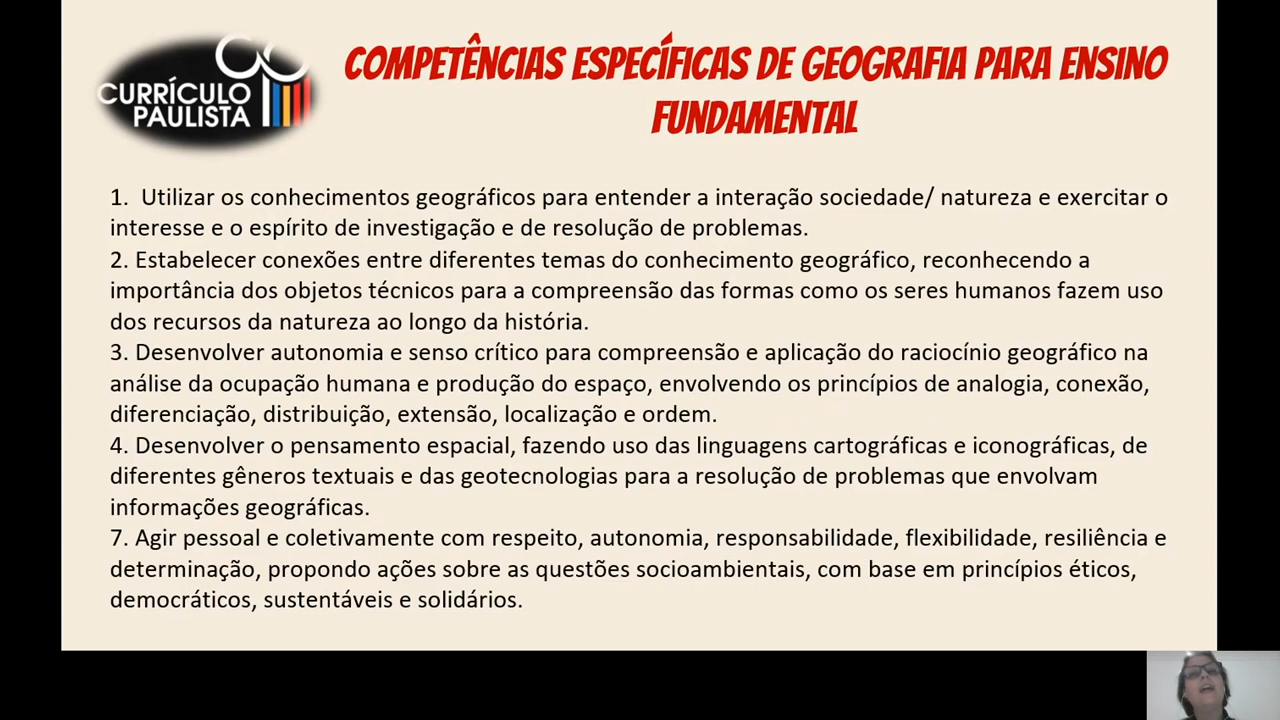 CURRÍCULO
PAULISTA
COMPETÊNCIAS ESPECÍFICAS DE GEOGRAFIA PARA ENSINO
FUNDAMENTAL
1.  Utilizar os conhecimentos geográficos para entender a interação sociedade/ natureza e exercitar o
interesse e o espírito de investigação e de resolução de problemas.
2. Estabelecer conexões entre diferentes temas do conhecimento geográfico, reconhecendo a
importância dos objetos técnicos para a compreensão das formas como os seres humanos fazem uso
dos recursos da natureza ao longo da história.
3. Desenvolver autonomia e senso crítico para compreensão e aplicação do raciocínio geográfico na
análise da ocupação humana e produção do espaço, envolvendo os princípios de analogia, conexão,
diferenciação, distribuição, extensão, localização e ordem.
4. Desenvolver o pensamento espacial, fazendo uso das linguagens cartográficas e iconográficas, de
diferentes gêneros textuais e das geotecnologias para a resolução de problemas que envolvam
informações geográficas.
7. Agir pessoal e coletivamente com respeito, autonomia, responsabilidade, flexibilidade, resiliência e
determinação, propondo ações sobre as questões socioambientais, com base em princípios éticos,
democráticos, sustentáveis e solidários.